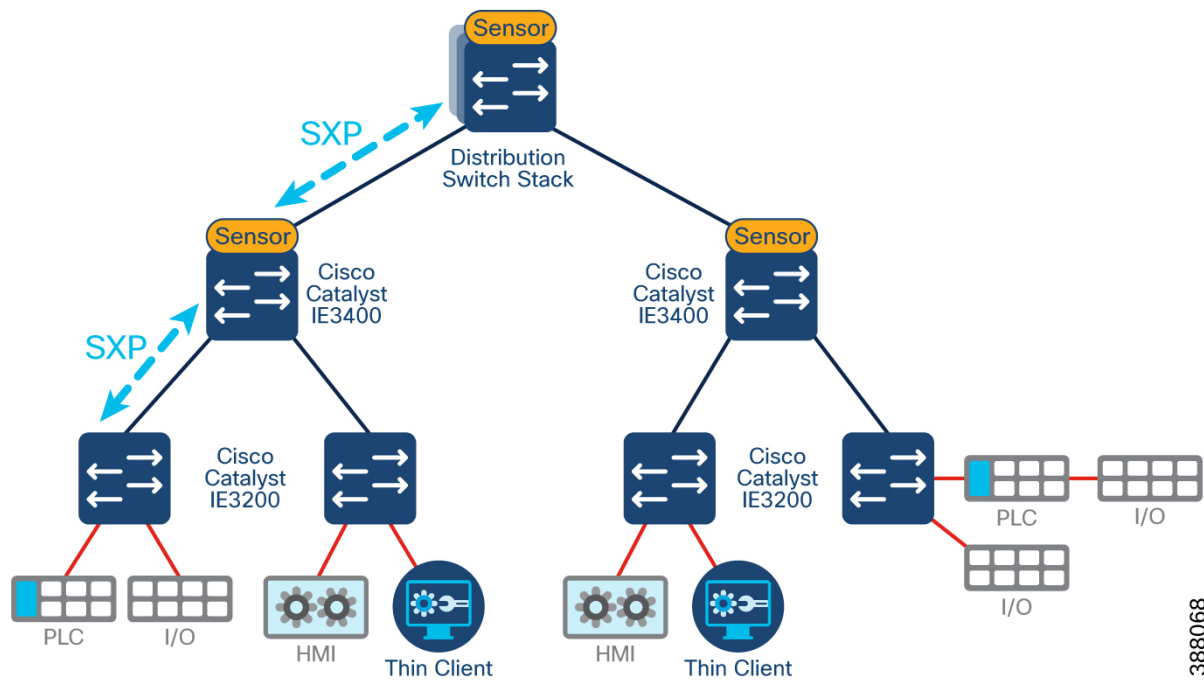 Sensor
SXP
Distribution
Switch Stack
Sensor
Sensor
Cisco
Catalyst
IE3400
Cisco
Catalyst
IE3400
SXP
Cisco
Catalyst
IE3200
Cisco
Catalyst
IE3200
PLC
I/O
I/O
PLC
I/O
HMI
Thin Client
HMI
Thin Client
388068